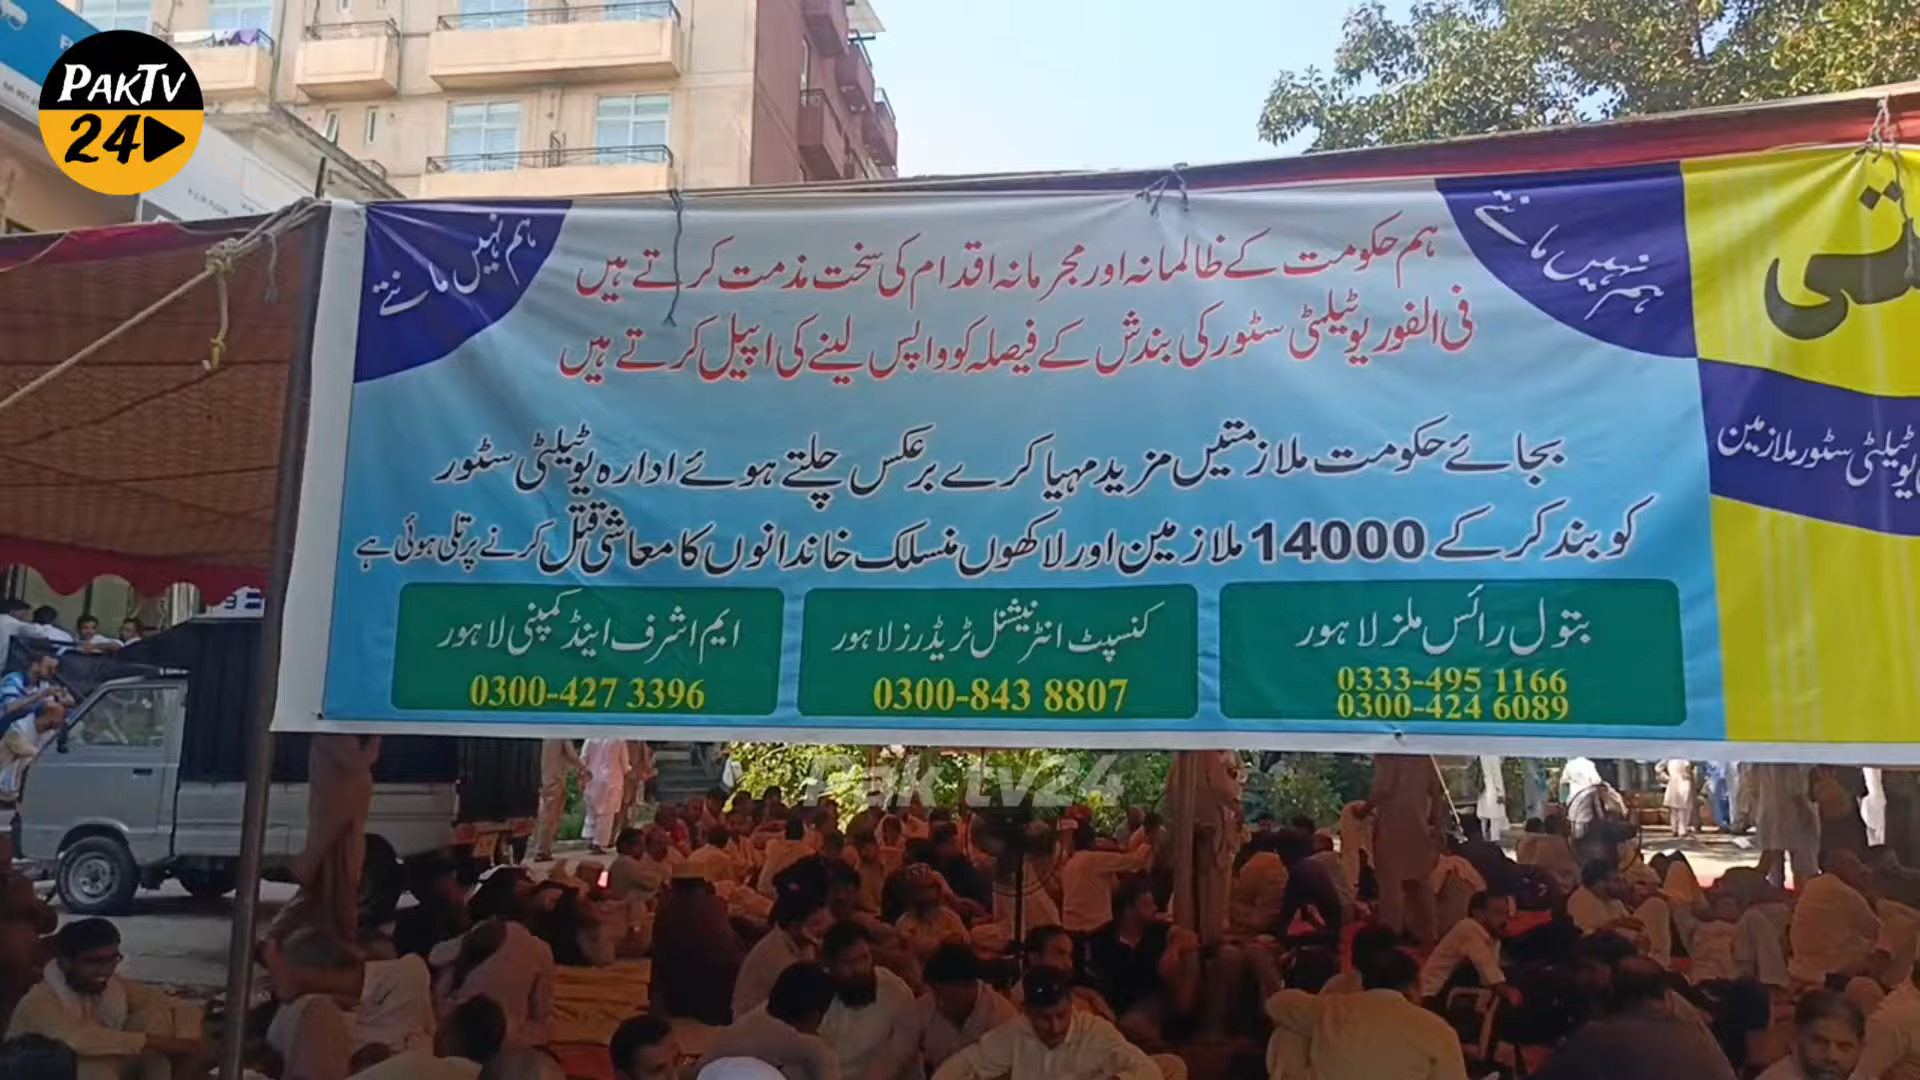 PAKTV
24
ہم نہیں مانتے
ہم نہیں مانتے
ہم حکومت کے ظالمانہ اور مجرمانہ اقدام کی سخت مذمت کرتے ہیں
فی الفور یوٹیلٹی سٹور کی بندش کے فیصلہ کو واپس لینے کی اپیل کرتے ہیں
بجائے حکومت ملازمتیں مزید مہیا کرے برعکس چلتے ہوئے ادارہ یوٹیلٹی سٹور
کو بند کر کے 14000 ملازمین اور لاکھوں منسلک خاندانوں کا معاشی قتل کرنے پر تلی ہوئی ہے
بتول رائس ملز لاہور
0333-495 1166
0300-424 6089
کنسپٹ انٹرنیشنل ٹریڈرز لاہور
0300-843 8807
ایم اشرف اینڈ کمپنی لاہور
0300-427 3396
یوٹیلٹی سٹور ملازمین
Pak tv24